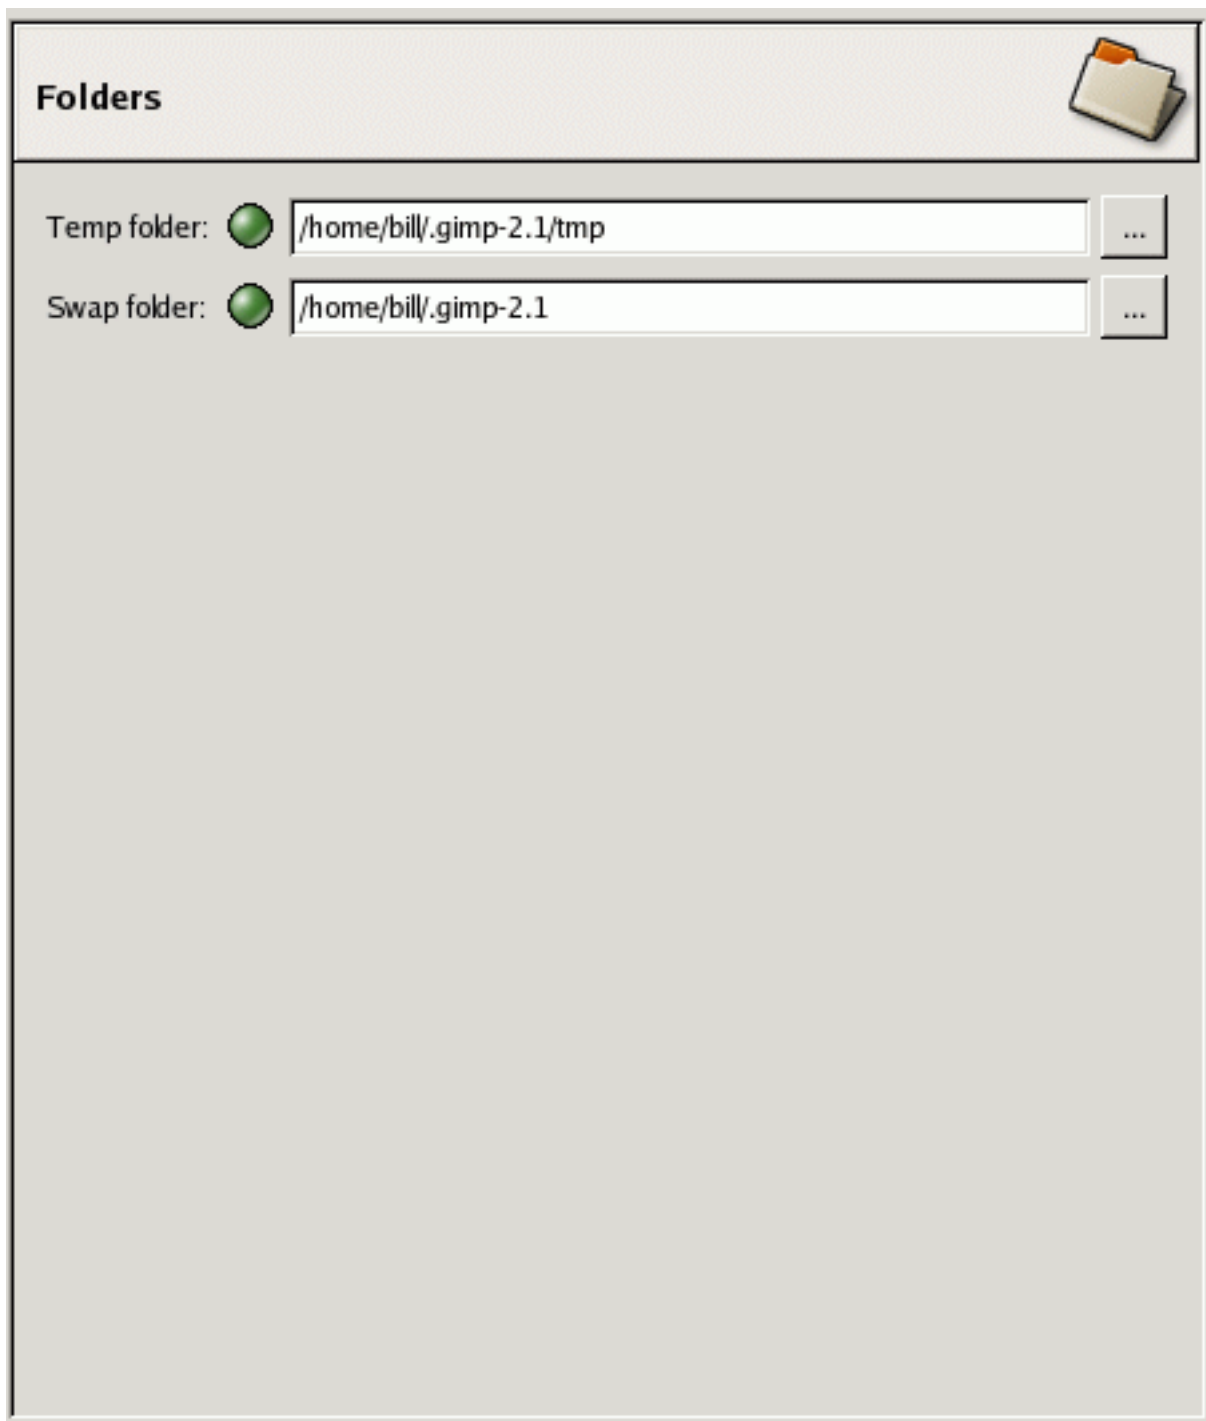 Folders
Temp folder: /home/bill/.gimp-2.1/tmp ...
Swap folder: /home/bill/.gimp-2.1 ...